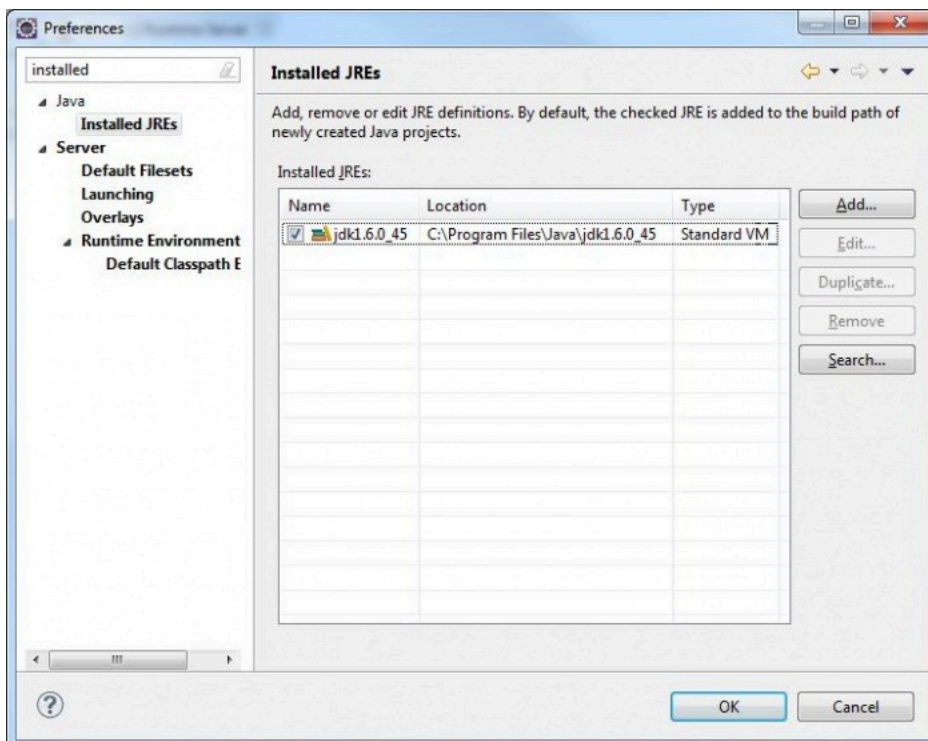 Preferences
installed
Java
Installed JREs
Server
Default Filesets
Launching
Overlays
Runtime Environment
Default Classpath E
Installed JREs
Add, remove or edit JRE definitions. By default, the checked JRE is added to the build path of
newly created Java projects.
Installed JREs:
Name Location Type
jdk1.6.0_45 C:\Program Files\Java\jdk1.6.0_45 Standard VM
Add...
Edit...
Duplicate...
Remove
Search...
OK Cancel